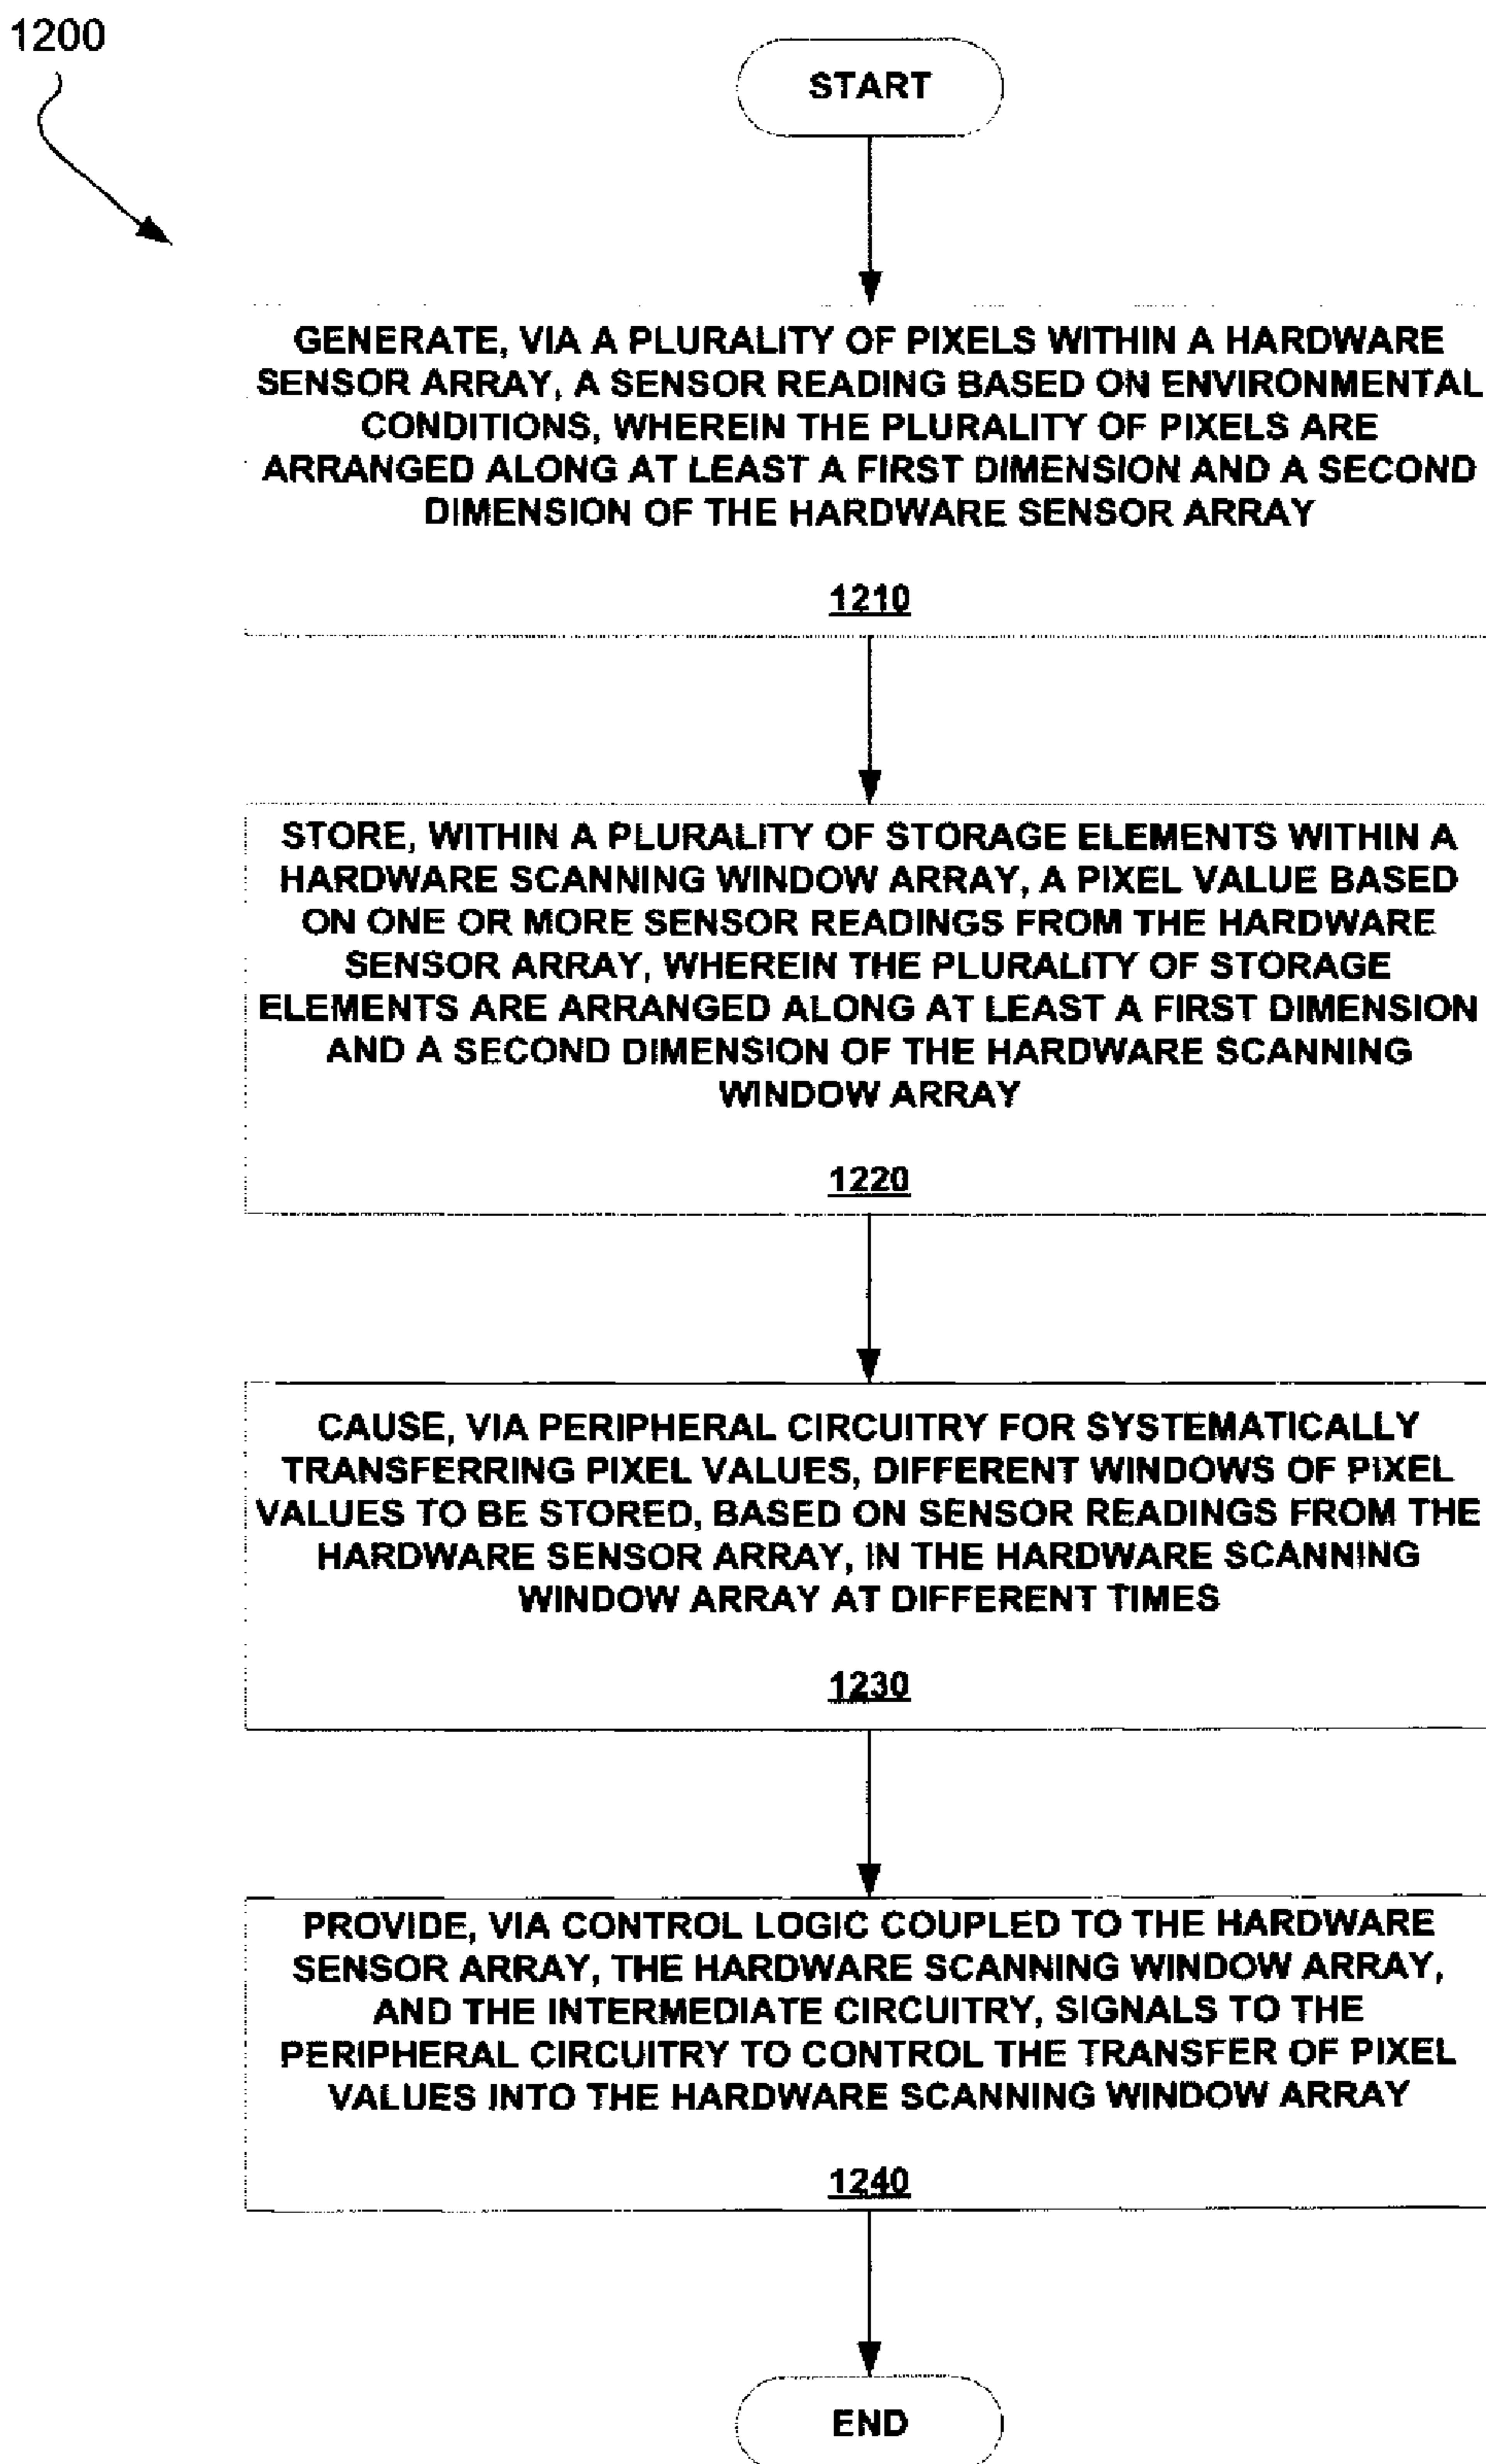 1200
START
GENERATE, VIA A PLURALITY OF PIXELS WITHIN A HARDWARE
SENSOR ARRAY, A SENSOR READING BASED ON ENVIRONMENTAL
CONDITIONS, WHEREIN THE PLURALITY OF PIXELS ARE
ARRANGED ALONG AT LEAST A FIRST DIMENSION AND A SECOND
DIMENSION OF THE HARDWARE SENSOR ARRAY
1210
STORE, WITHIN A PLURALITY OF STORAGE ELEMENTS WITHIN A
HARDWARE SCANNING WINDOW ARRAY, A PIXEL VALUE BASED
ON ONE OR MORE SENSOR READINGS FROM THE HARDWARE
SENSOR ARRAY, WHEREIN THE PLURALITY OF STORAGE
ELEMENTS ARE ARRANGED ALONG AT LEAST A FIRST DIMENSION
AND A SECOND DIMENSION OF THE HARDWARE SCANNING
WINDOW ARRAY
1220
CAUSE, VIA PERIPHERAL CIRCUITRY FOR SYSTEMATICALLY
TRANSFERRING PIXEL VALUES, DIFFERENT WINDOWS OF PIXEL
VALUES TO BE STORED, BASED ON SENSOR READINGS FROM THE
HARDWARE SENSOR ARRAY, IN THE HARDWARE SCANNING
WINDOW ARRAY AT DIFFERENT TIMES
1230
PROVIDE, VIA CONTROL LOGIC COUPLED TO THE HARDWARE
SENSOR ARRAY, THE HARDWARE SCANNING WINDOW ARRAY,
AND THE INTERMEDIATE CIRCUITRY, SIGNALS TO THE
PERIPHERAL CIRCUITRY TO CONTROL THE TRANSFER OF PIXEL
VALUES INTO THE HARDWARE SCANNING WINDOW ARRAY
1240
END